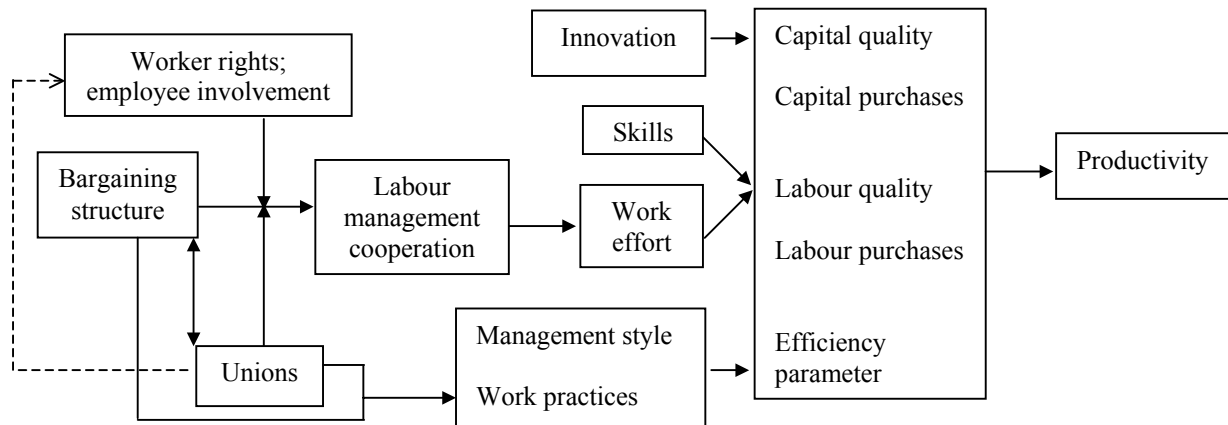 Worker rights;
employee involvement
Bargaining
structure
Unions
Labour
management
cooperation
Innovation
Skills
Work
effort
Management style
Work practices
Capital quality
Capital purchases
Labour quality
Labour purchases
Efficiency
parameter
Productivity